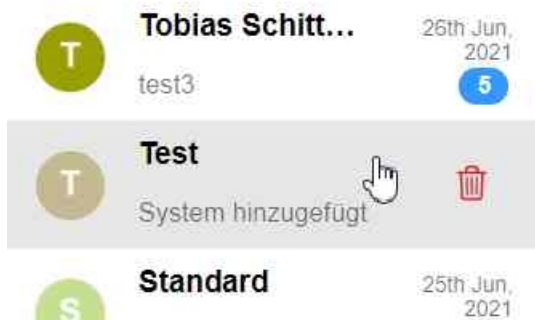 T
Tobias Schitt...
26th Jun,
2021
test3
5
T
Test
System hinzugefügt
S
Standard
25th Jun,
2021